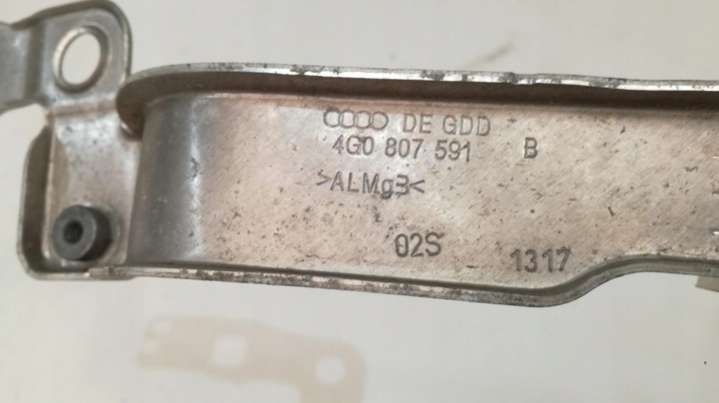 DE GDD
4G0 807 591 B
>ALMg3<
02S 1317